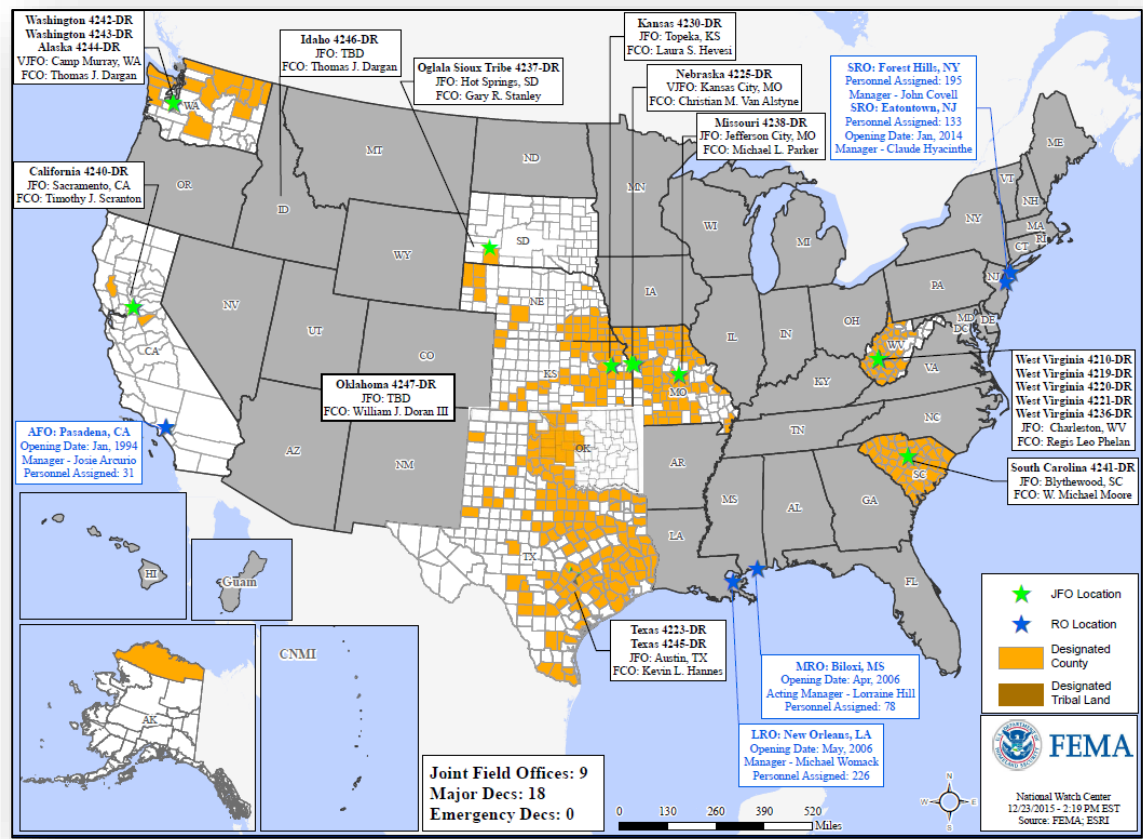 Washington 4242-DR
Washington 4243-DR
Alaska 4244-DR
VJFO: Camp Murray, WA
FCO: Thomas J. Dargan
Idaho 4246-DR
JFO: TBD
FCO: Thomas J. Dargan
Oglala Sioux Tribe 4237-DR
JFO: Hot Springs, SD
FCO: Gary R. Stanley
Kansas 4230-DR
JFO: Topeka, KS
FCO: Laura S. Hevesi
Nebraska 4225-DR
VJFO: Kansas City, MO
FCO: Christian M. Van Alstyne
Missouri 4238-DR
JFO: Jefferson City, MO
FCO: Michael L. Parker
SRO: Forest Hills, NY
Personnel Assigned: 195
Manager - John Covell
SRO: Eatontown, NJ
Personnel Assigned: 133
Opening Date: Jan, 2014
Manager - Claude Hyacinthe
California 4240-DR
JFO: Sacramento, CA
FCO: Timothy J. Scranton
Oklahoma 4247-DR
JFO: TBD
FCO: William J. Doran III
AFO: Pasadena, CA
Opening Date: Jan, 1994
Manager - Josie Arcurio
Personnel Assigned: 31
West Virginia 4210-DR
West Virginia 4219-DR
West Virginia 4220-DR
West Virginia 4221-DR
West Virginia 4236-DR
JFO: Charleston, WV
FCO: Regis Leo Phelan
South Carolina 4241-DR
JFO: Blythewood, SC
FCO: W. Michael Moore
Texas 4223-DR
Texas 4245-DR
JFO: Austin, TX
FCO: Kevin L. Hannes
MRO: Biloxi, MS
Opening Date: Apr, 2006
Acting Manager - Lorraine Hill
Personnel Assigned: 78
LRO: New Orleans, LA
Opening Date: May, 2006
Manager - Michael Womack
Personnel Assigned: 226
WA
OR
ID
MT
ND
MN
WI
MI
SD
WY
NV
UT
CO
CA
AZ
NM
NE
KS
OK
TX
IA
MO
AR
LA
IL
IN
OH
KY
TN
MS
AL
GA
FL
SC
NC
VA
WV
PA
NY
NJ
MD
DC
DE
CT
RI
MA
VT
NH
ME
HI
Guam
AK
CNMI
Joint Field Offices: 9
Major Decs: 18
Emergency Decs: 0
0 130 260 390 520
Miles
N
W E
S
JFO Location
RO Location
Designated
County
Designated
Tribal Land
FEMA
National Watch Center
12/23/2015 - 2:19 PM EST
Source: FEMA; ESRI